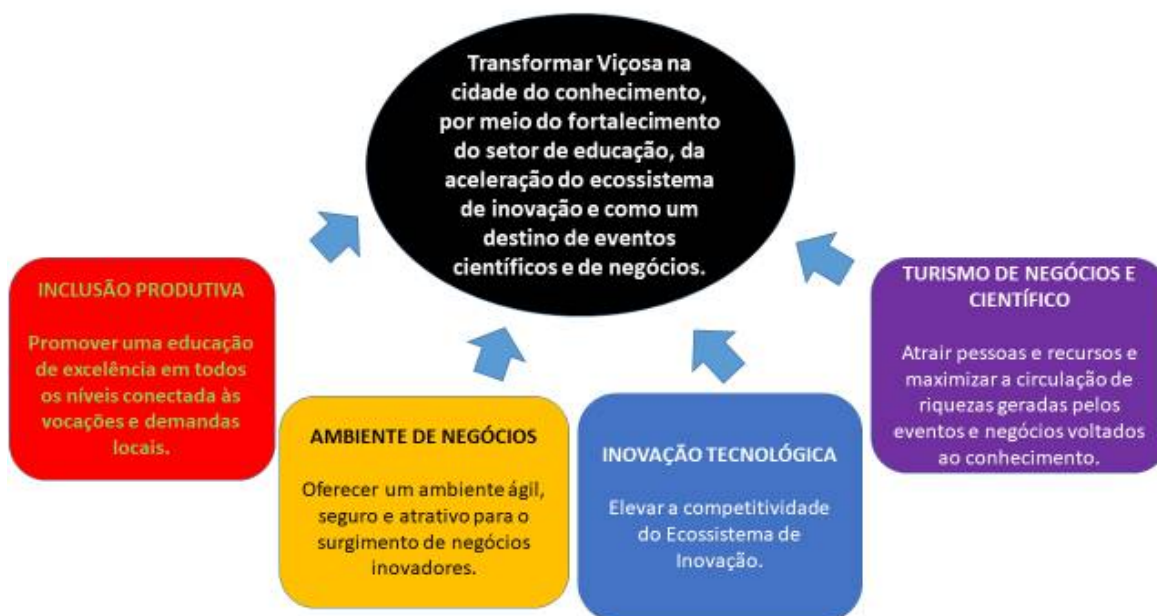 Transformar Viçosa na
cidade do conhecimento,
por meio do fortalecimento
do setor de educação, da
aceleração do ecossistema
de inovação e como um
destino de eventos
científicos e de negócios.
INCLUSÃO PRODUTIVA
Promover uma educação
de excelência em todos
os níveis conectada às
vocações e demandas
locais.
AMBIENTE DE NEGÓCIOS
Oferecer um ambiente ágil,
seguro e atrativo para o
surgimento de negócios
inovadores.
INOVAÇÃO TECNOLÓGICA
Elevar a competitividade
do Ecossistema de
Inovação.
TURISMO DE NEGÓCIOS E
CIENTÍFICO
Atrair pessoas e recursos e
maximizar a circulação de
riquezas geradas pelos
eventos e negócios voltados
ao conhecimento.